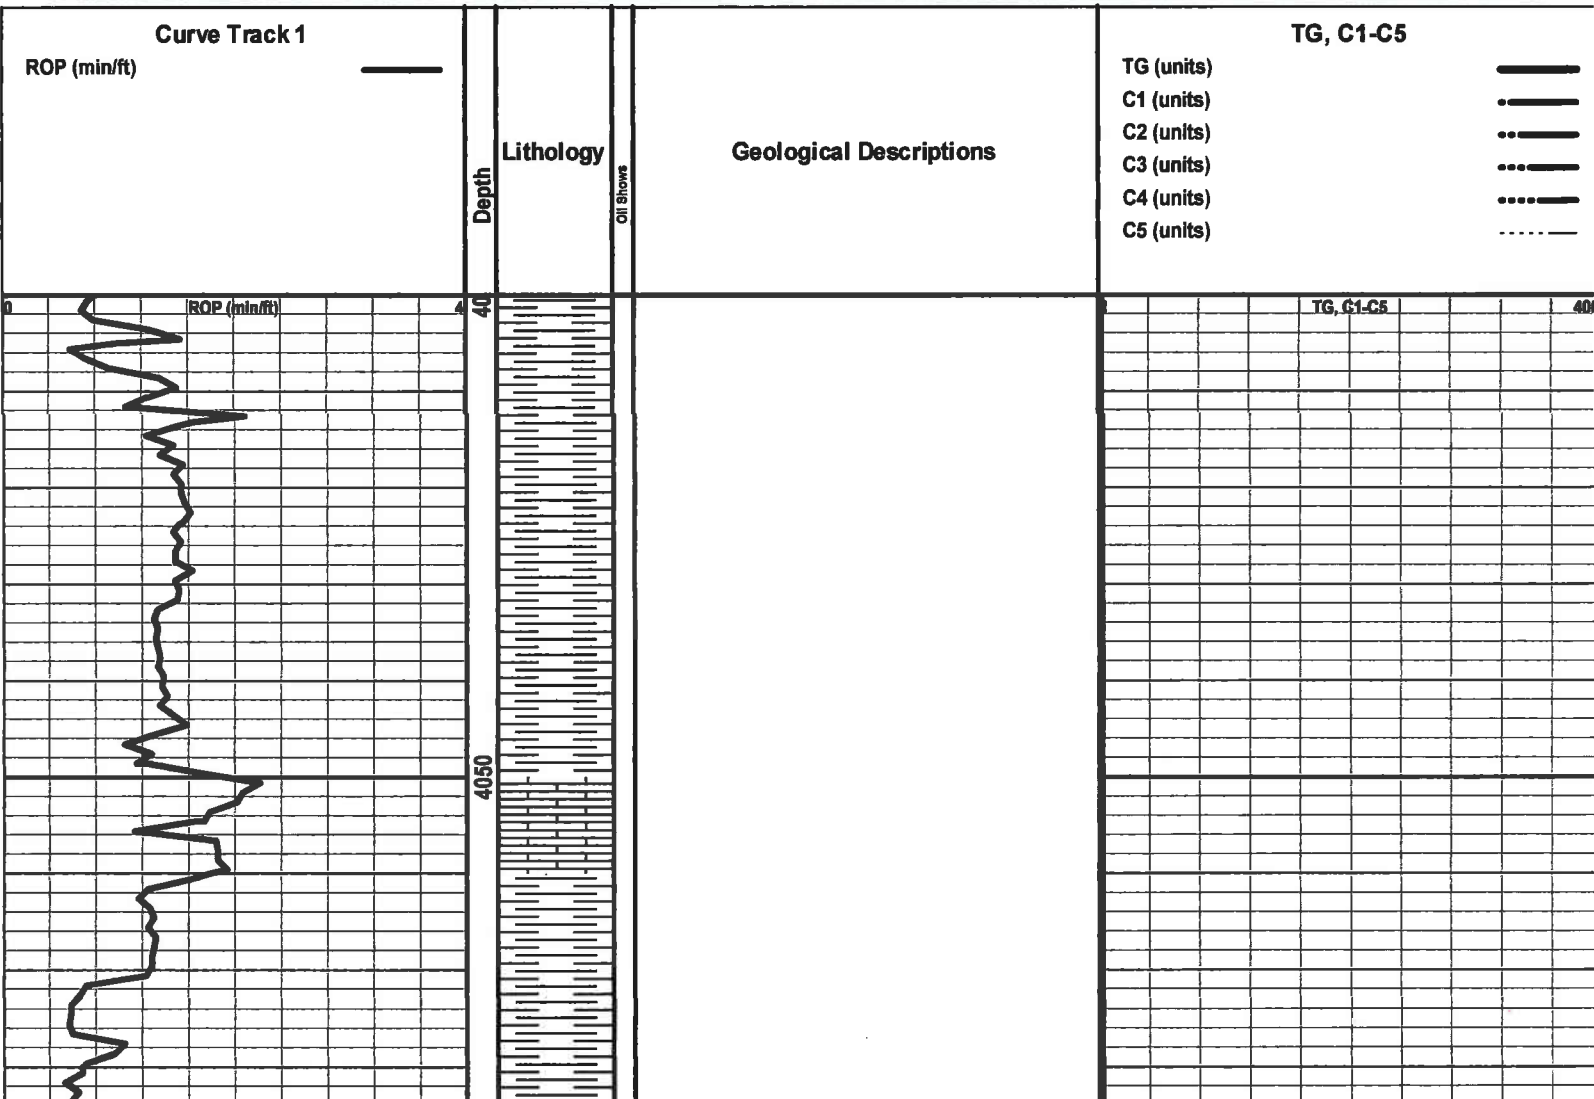 Curve Track 1
ROP (min/ft)
Depth
Lithology
Oil Shows
Geological Descriptions
TG, C1-C5
TG (units)
C1 (units)
C2 (units)
C3 (units)
C4 (units)
C5 (units)
0 ROP (min/ft) 4
40
TG, C1-C5 400
4050